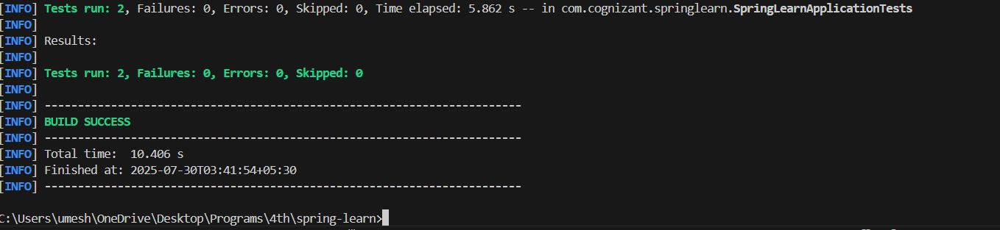 [INFO] Tests run: 2, Failures: 0, Errors: 0, Skipped: 0, Time elapsed: 5.862 s -- in com.cognizant.springlearn.SpringLearnApplicationTests
[INFO]
[INFO] Results:
[INFO]
[INFO] Tests run: 2, Failures: 0, Errors: 0, Skipped: 0
[INFO]
[INFO] ------------------------------------------------------------------------
[INFO] BUILD SUCCESS
[INFO] ------------------------------------------------------------------------
[INFO] Total time:  10.406 s
[INFO] Finished at: 2025-07-30T03:41:54+05:30
[INFO] ------------------------------------------------------------------------
C:\Users\umesh\OneDrive\Desktop\Programs\4th\spring-learn>